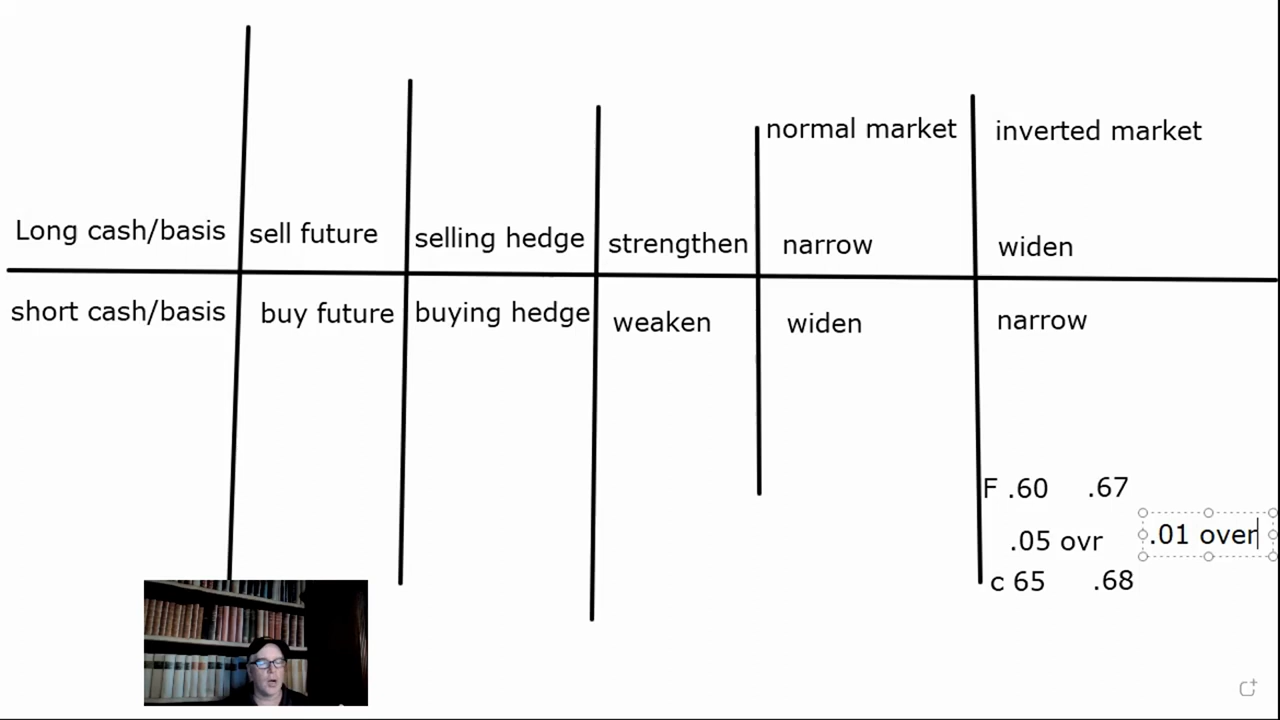 normal market
inverted market
Long cash/basis
sell future
selling hedge
strengthen
narrow
widen
short cash/basis
buy future
buying hedge
weaken
widen
narrow
F .60 .67
.05 ovr .01 over
c 65 .68